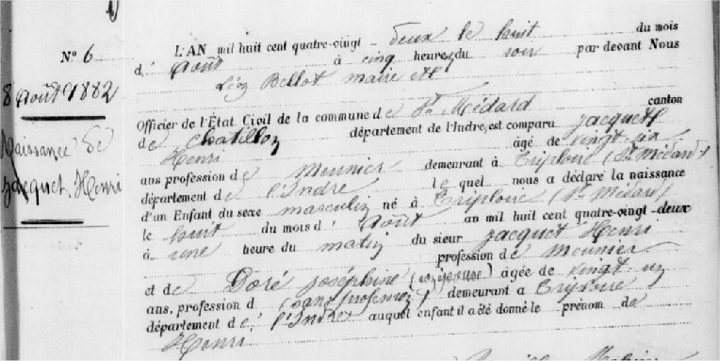 N° 6
8 août 1882
Naissance de
Jacquet Henri
L'AN mil huit cent quatre-vingt-deux le huit du mois
d'août à cinq heures du soir par devant Nous
Léon Bellot maire et
Officier de l'État Civil de la commune de St Médard canton
de Chatillon département de l'Indre, est comparu Jacquet
Henri âgé de vingt-six
ans profession de Meunier demeurant à Triploire (St Médard)
département de l'Indre lequel nous a déclaré la naissance
d'un Enfant du sexe masculin né à Triploire (St Médard)
le huit du mois d'Août an mil huit cent quatre-vingt-deux
à une heure du matin du sieur Jacquet Henri
profession de meunier
et de Doré Joséphine (son épouse) âgée de vingt un
ans, profession d (sans profession) demeurant à Triploire
département de l'Indre auquel enfant il a été donné le prénom de
Henri